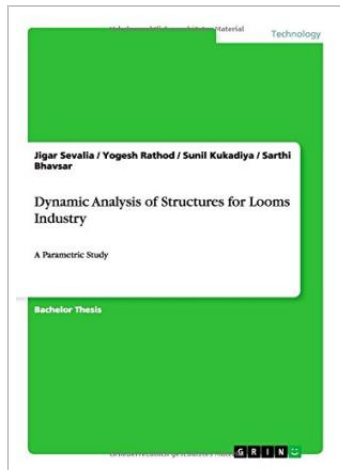 Technology
Jigar Sevalia / Yogesh Rathod / Sunil Kukadiya / Sarthi
Bhavsar
Dynamic Analysis of Structures for Looms
Industry
A Parametric Study
Bachelor Thesis
GRIN